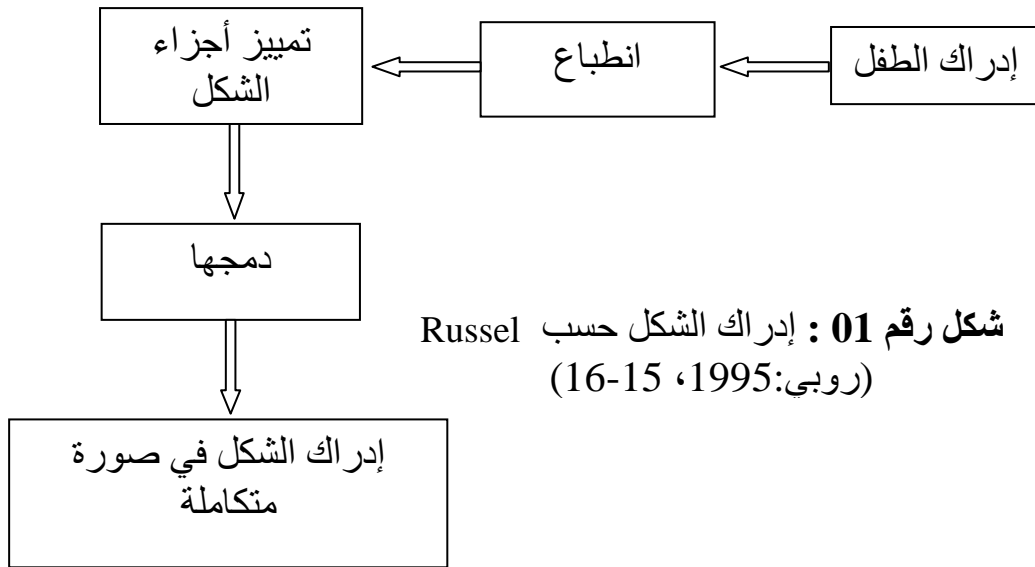 إدراك الطفل
انطباع
تمييز أجزاء
الشكل
دمجها
شكل رقم 01 : إدراك الشكل حسب Russel
(روبي:1995، 15-16)
إدراك الشكل في صورة
متكاملة